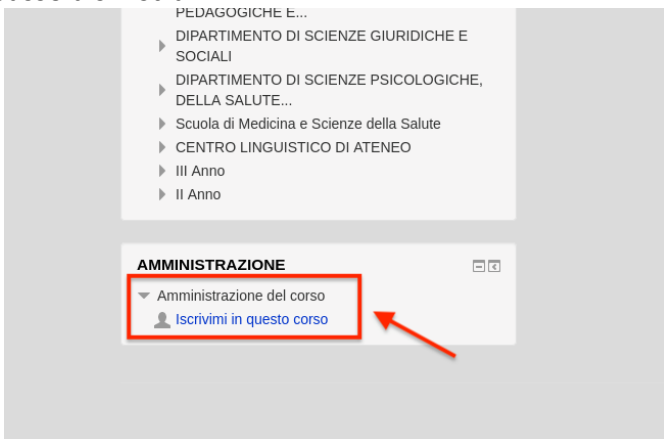 PEDAGOGICHE E...
DIPARTIMENTO DI SCIENZE GIURIDICHE E
SOCIALI
DIPARTIMENTO DI SCIENZE PSICOLOGICHE,
DELLA SALUTE...
Scuola di Medicina e Scienze della Salute
CENTRO LINGUISTICO DI ATENEO
III Anno
II Anno
AMMINISTRAZIONE
Amministrazione del corso
Iscrivimi in questo corso